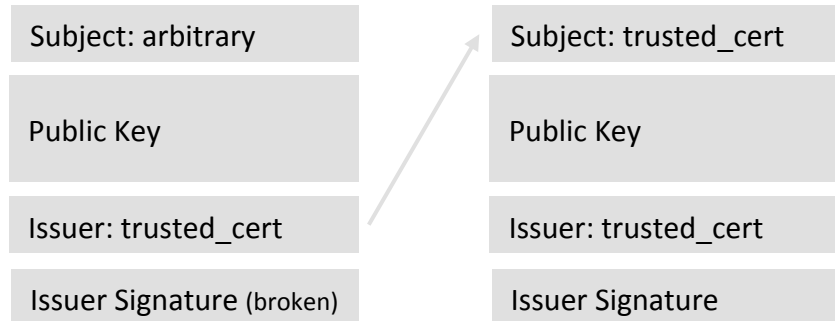 Subject: arbitrary
Public Key
Issuer: trusted_cert
Issuer Signature (broken)
Subject: trusted_cert
Public Key
Issuer: trusted_cert
Issuer Signature